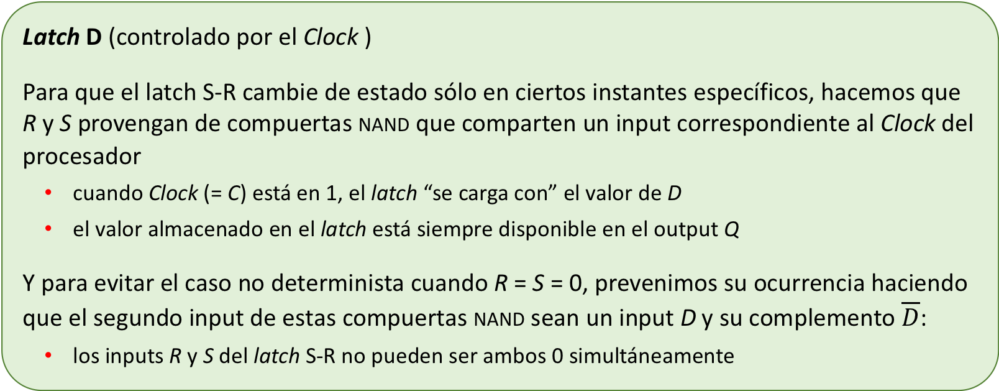 Latch D (controlado por el Clock )
Para que el latch S-R cambie de estado sólo en ciertos instantes específicos, hacemos que
R y S provengan de compuertas NAND que comparten un input correspondiente al Clock del
procesador
• cuando Clock (= C) está en 1, el latch “se carga con” el valor de D
• el valor almacenado en el latch está siempre disponible en el output Q
Y para evitar el caso no determinista cuando R = S = 0, prevenimos su ocurrencia haciendo
que el segundo input de estas compuertas NAND sean un input D y su complemento D̅:
• los inputs R y S del latch S-R no pueden ser ambos 0 simultáneamente